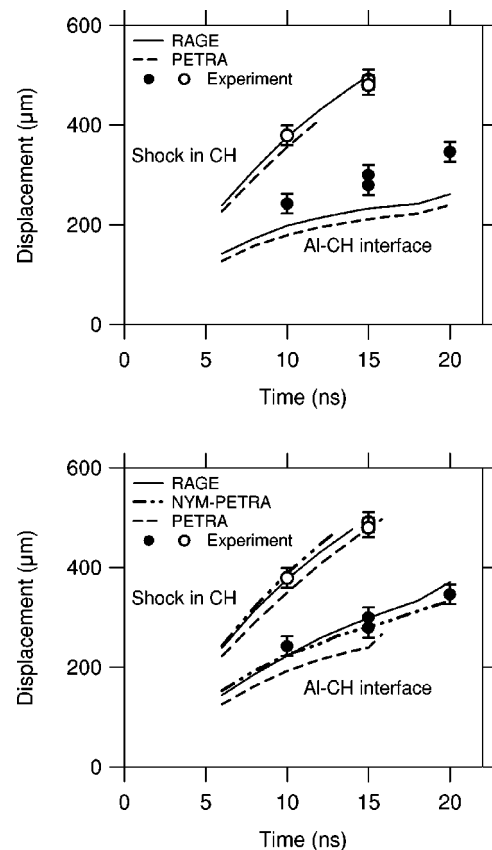 600
RAGE
PETRA
Experiment
400
Shock in CH
Displacement (μm)
200
Al-CH interface
0
0
5
10
15
20
Time (ns)
600
RAGE
NYM-PETRA
PETRA
Experiment
400
Shock in CH
Displacement (μm)
200
Al-CH interface
0
0
5
10
15
20
Time (ns)